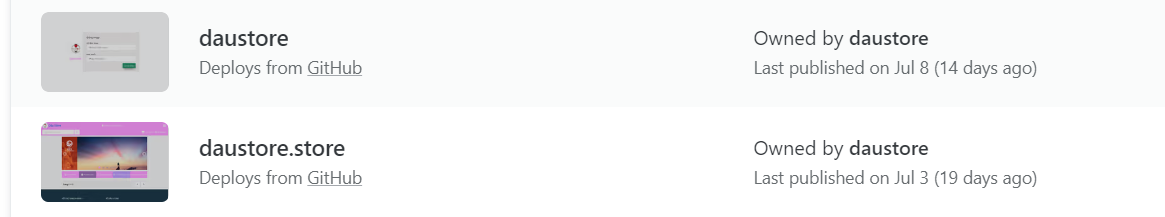 daustore
Deploys from GitHub
Owned by daustore
Last published on Jul 8 (14 days ago)
daustore.store
Deploys from GitHub
Owned by daustore
Last published on Jul 3 (19 days ago)